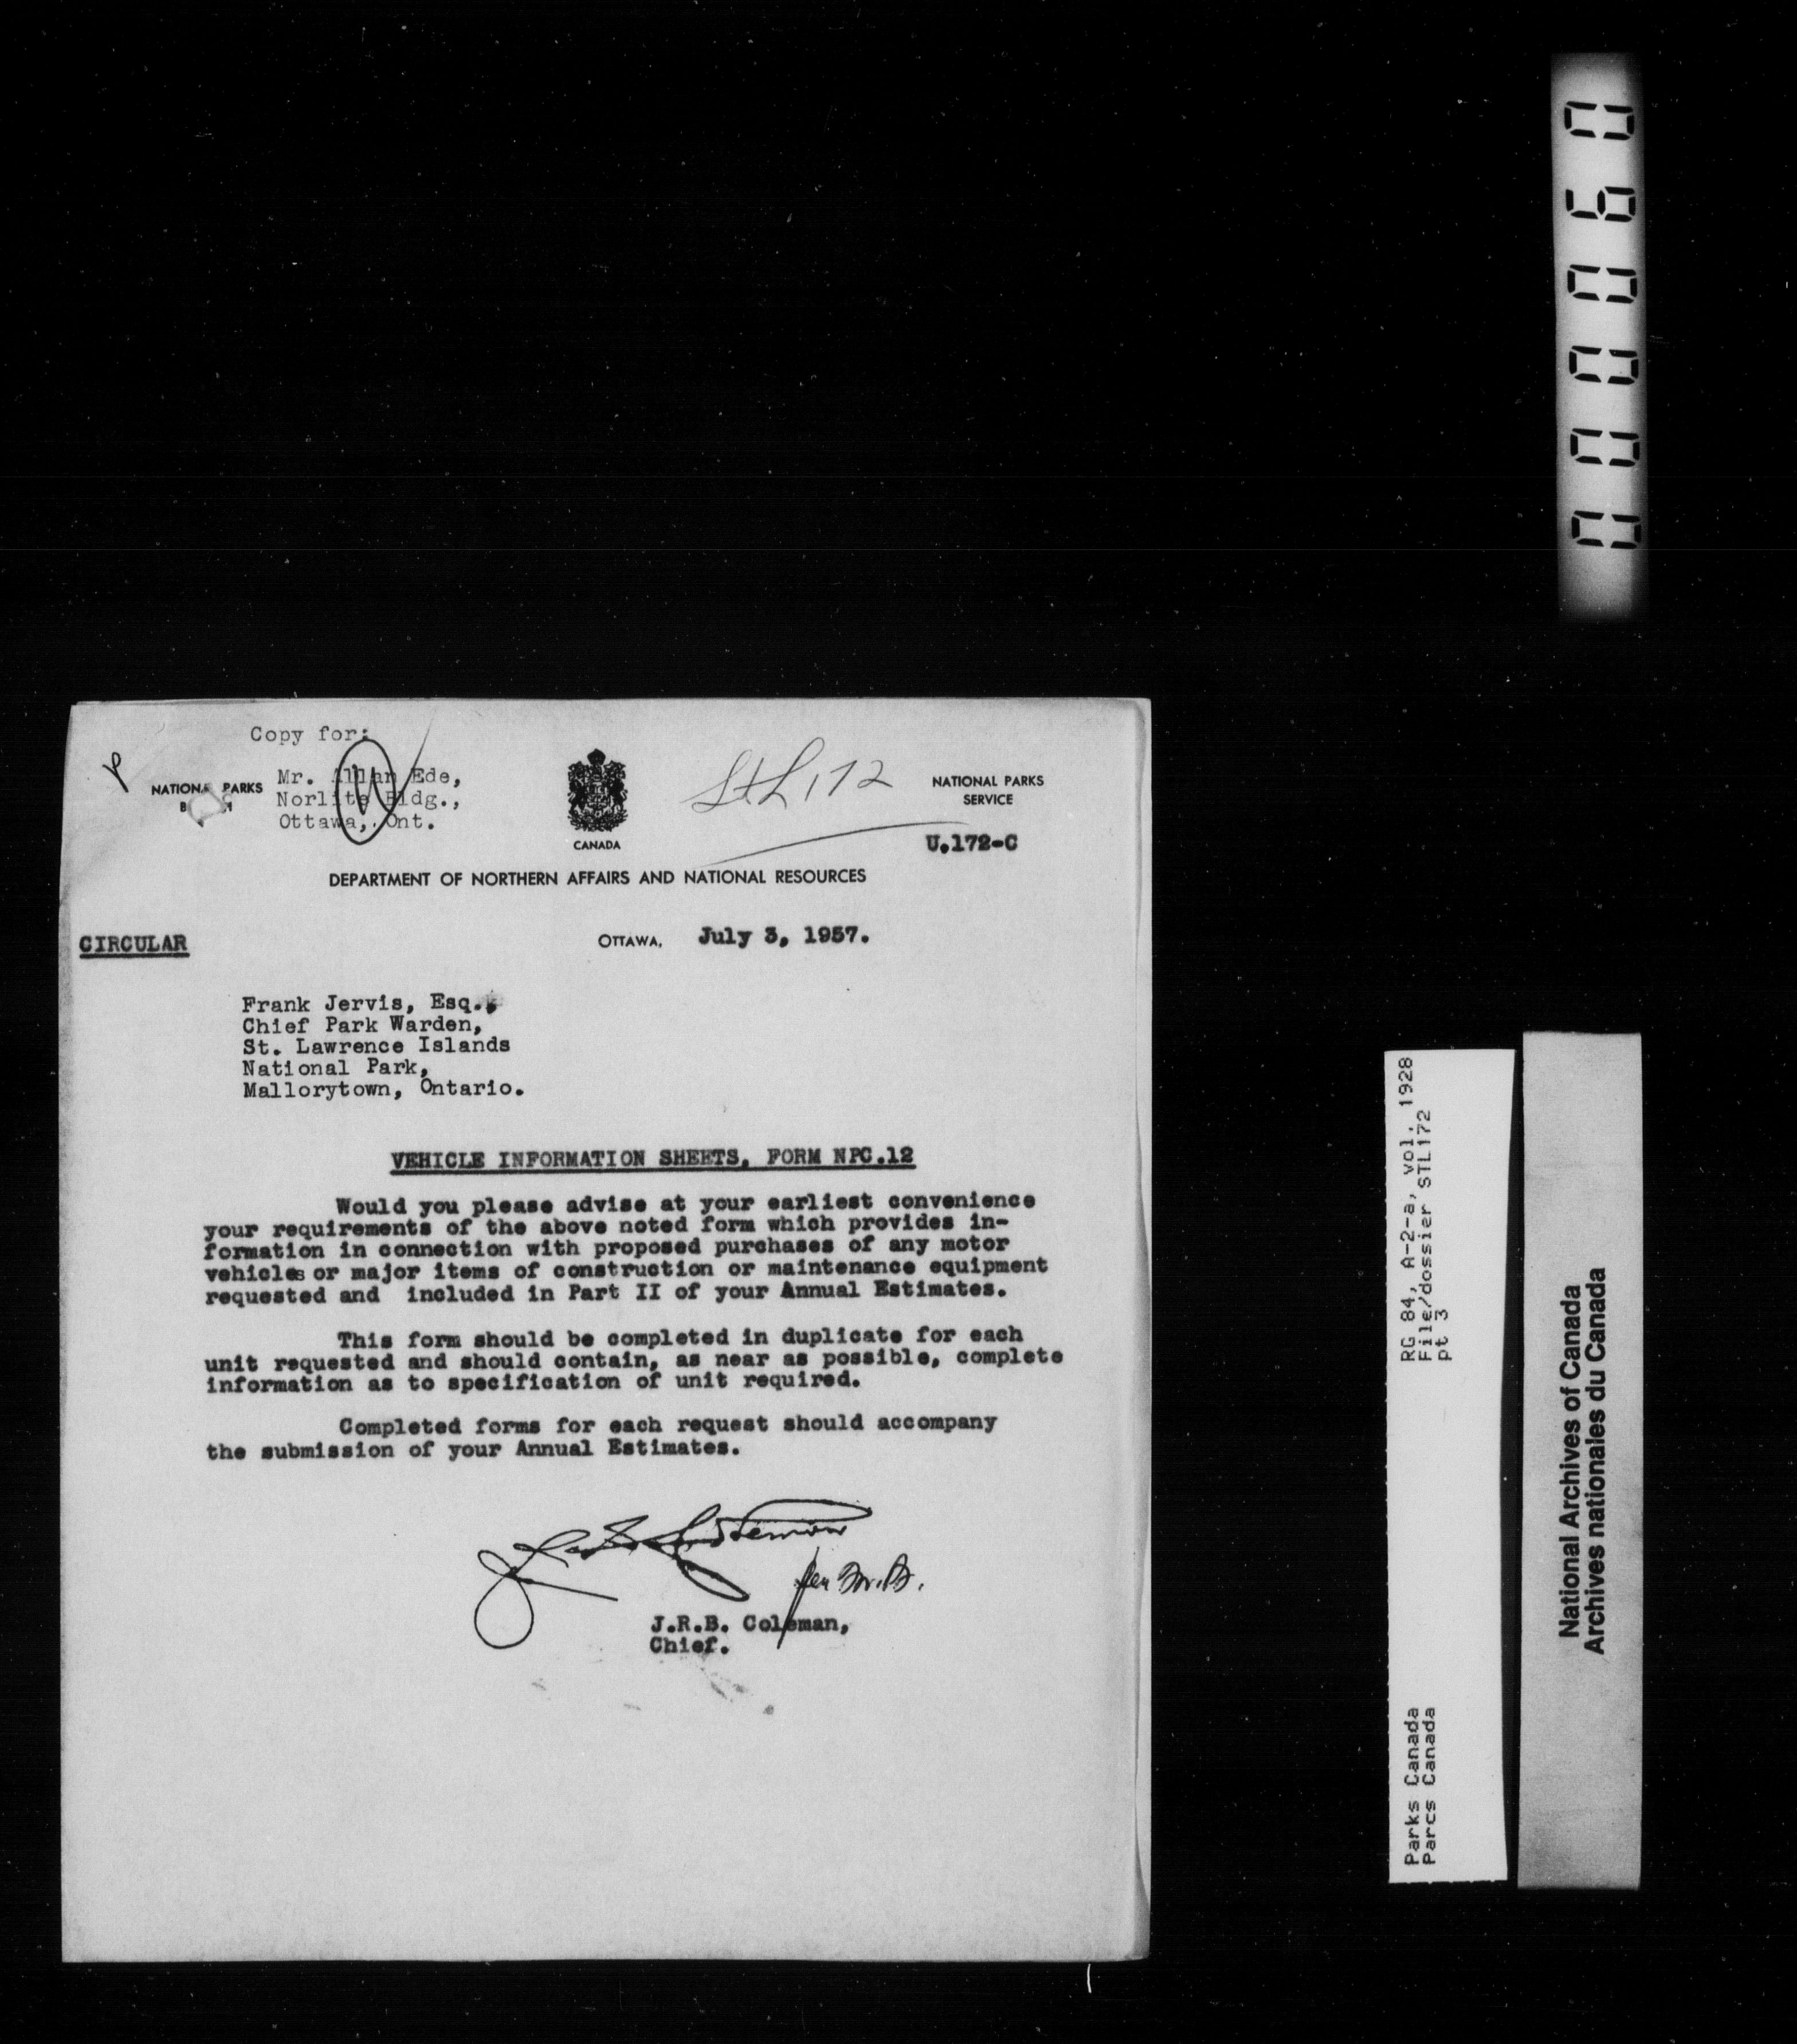 000060
Copy for:
Mr. Allan Ede,
Norlite Bldg.,
Ottawa, Ont.
NATIONAL PARKS
CANADA
StL172
NATIONAL PARKS
SERVICE
U.172-C
DEPARTMENT OF NORTHERN AFFAIRS AND NATIONAL RESOURCES
CIRCULAR
OTTAWA, July 3, 1957.
Frank Jervis, Esq.,
Chief Park Warden,
St. Lawrence Islands
National Park,
Mallorytown, Ontario.
VEHICLE INFORMATION SHEETS, FORM NPC.12
Would you please advise at your earliest convenience
your requirements of the above noted form which provides in-
formation in connection with proposed purchases of any motor
vehicles or major items of construction or maintenance equipment
requested and included in Part II of your Annual Estimates.
This form should be completed in duplicate for each
unit requested and should contain, as near as possible, complete
information as to specification of unit required.
Completed forms for each request should accompany
the submission of your Annual Estimates.
J.R.B. Coleman,
Chief.
RG 84, A-2-a, vol. 1928
File/dossier STL172
pt 3
Parks Canada
Parcs Canada
National Archives of Canada
Archives nationales du Canada